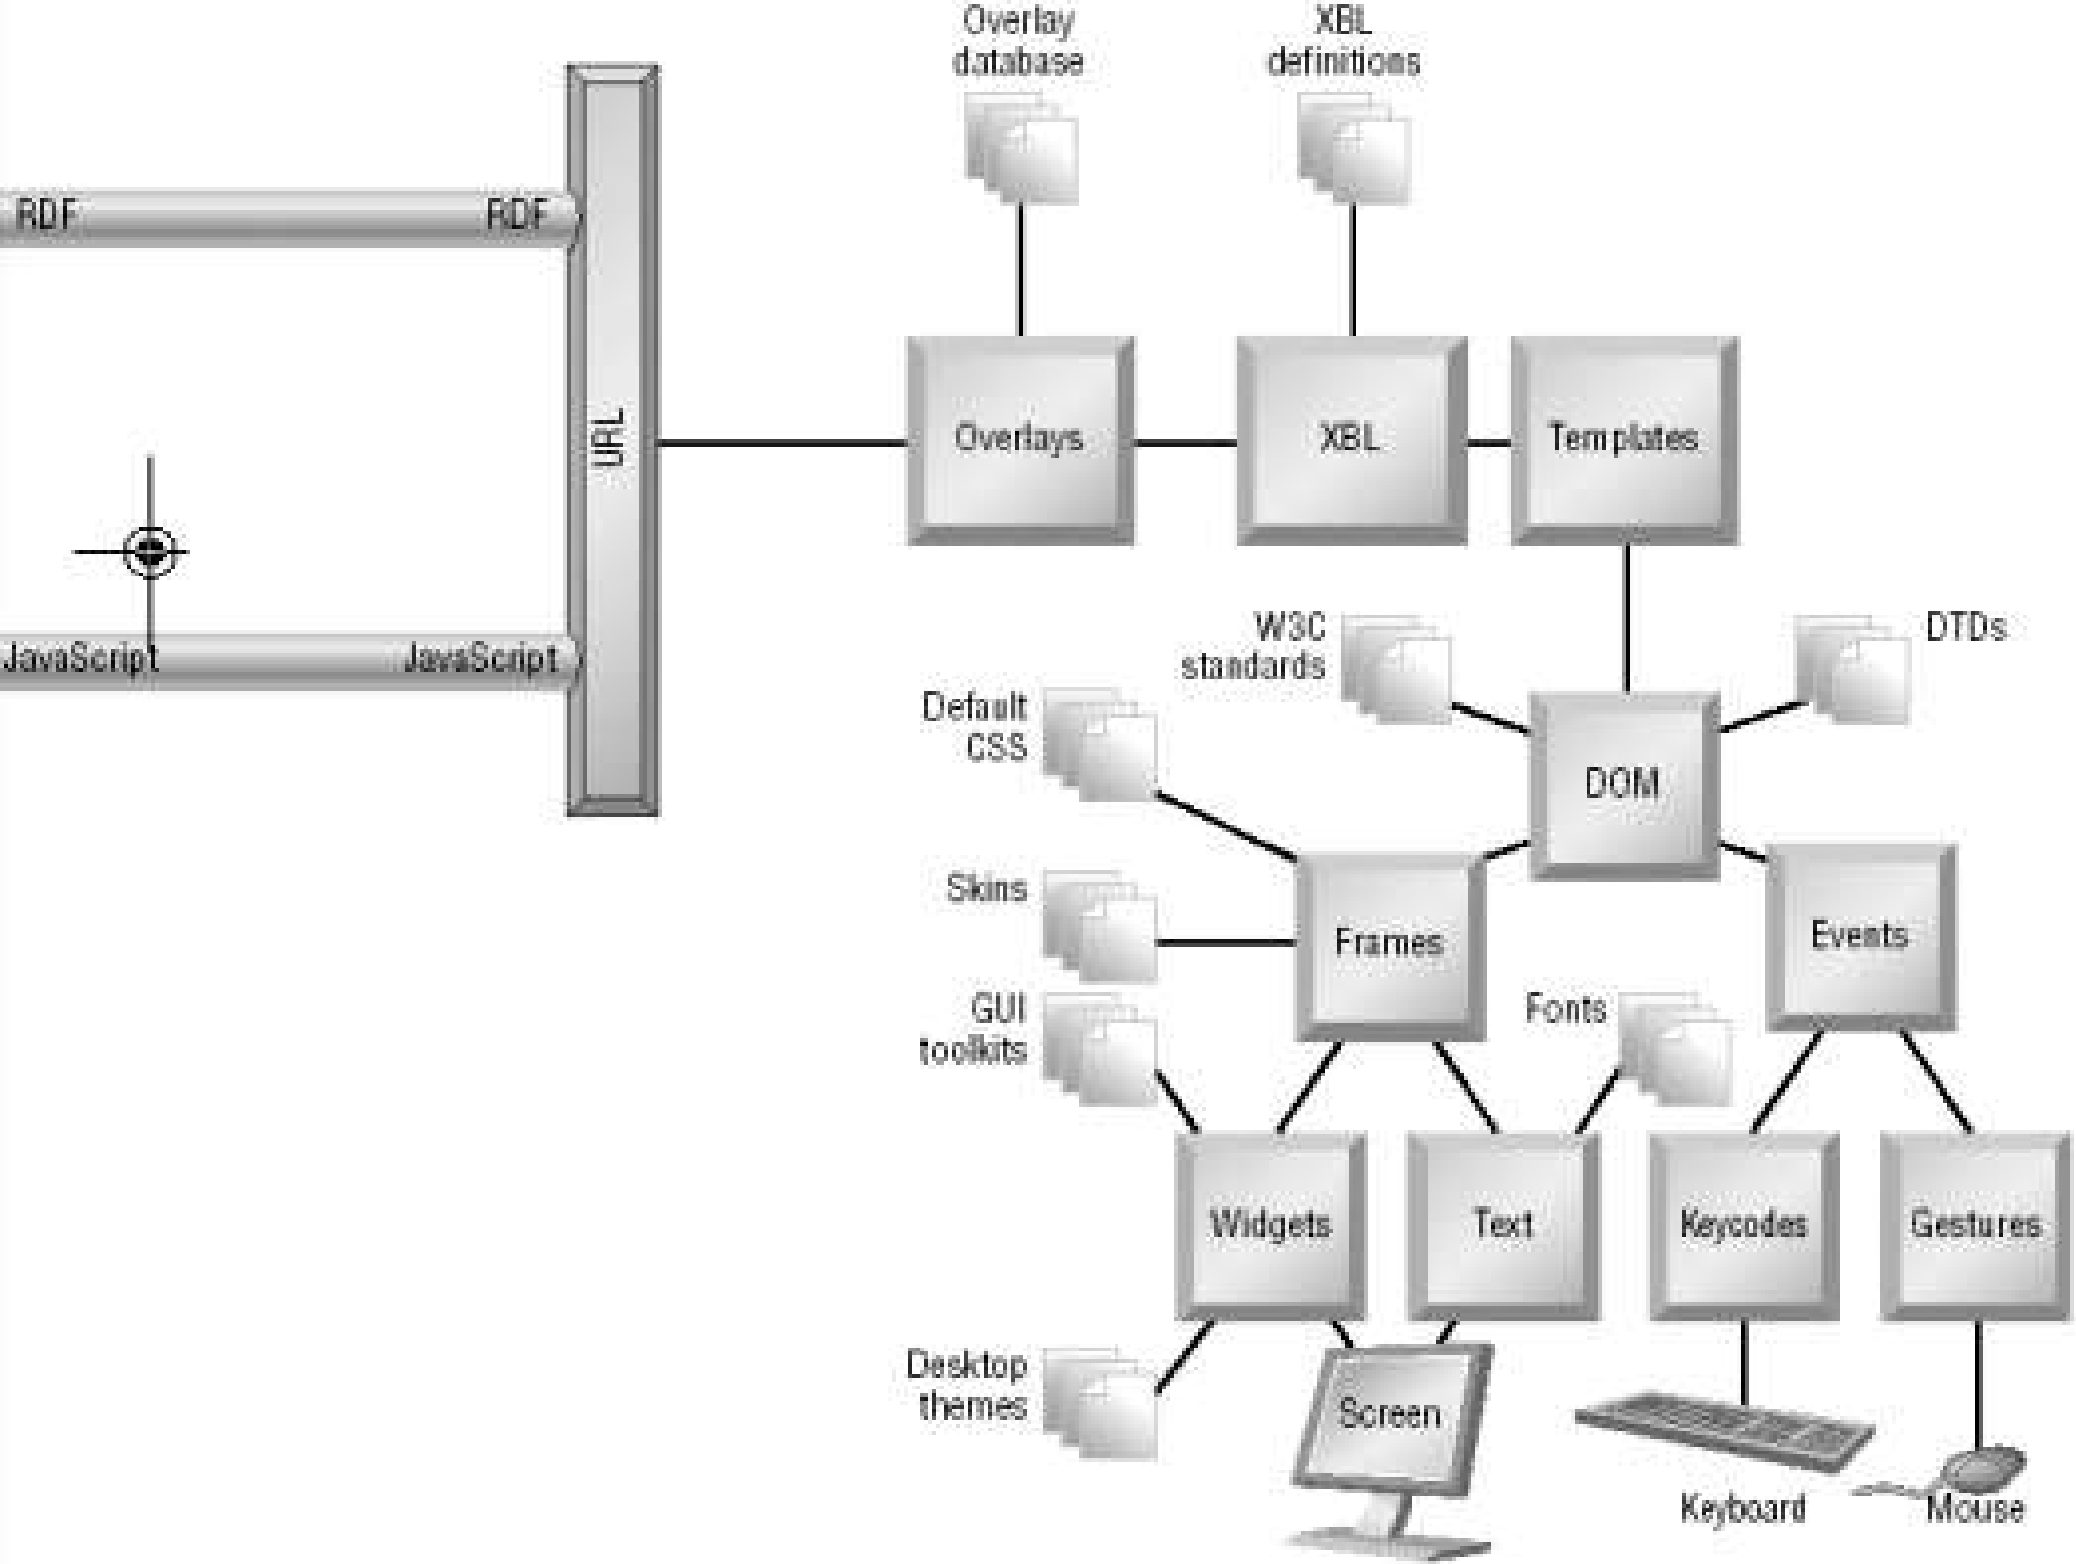 Overlay
database
XBL
definitions
RDF
RDF
URL
Overlays
XBL
Templates
JavaScript
JavaScript
W3C
standards
DTDs
Default
CSS
DOM
Skins
Frames
Events
GUI
toolkits
Fonts
Widgets
Text
Keycodes
Gestures
Desktop
themes
Screen
Keyboard
Mouse